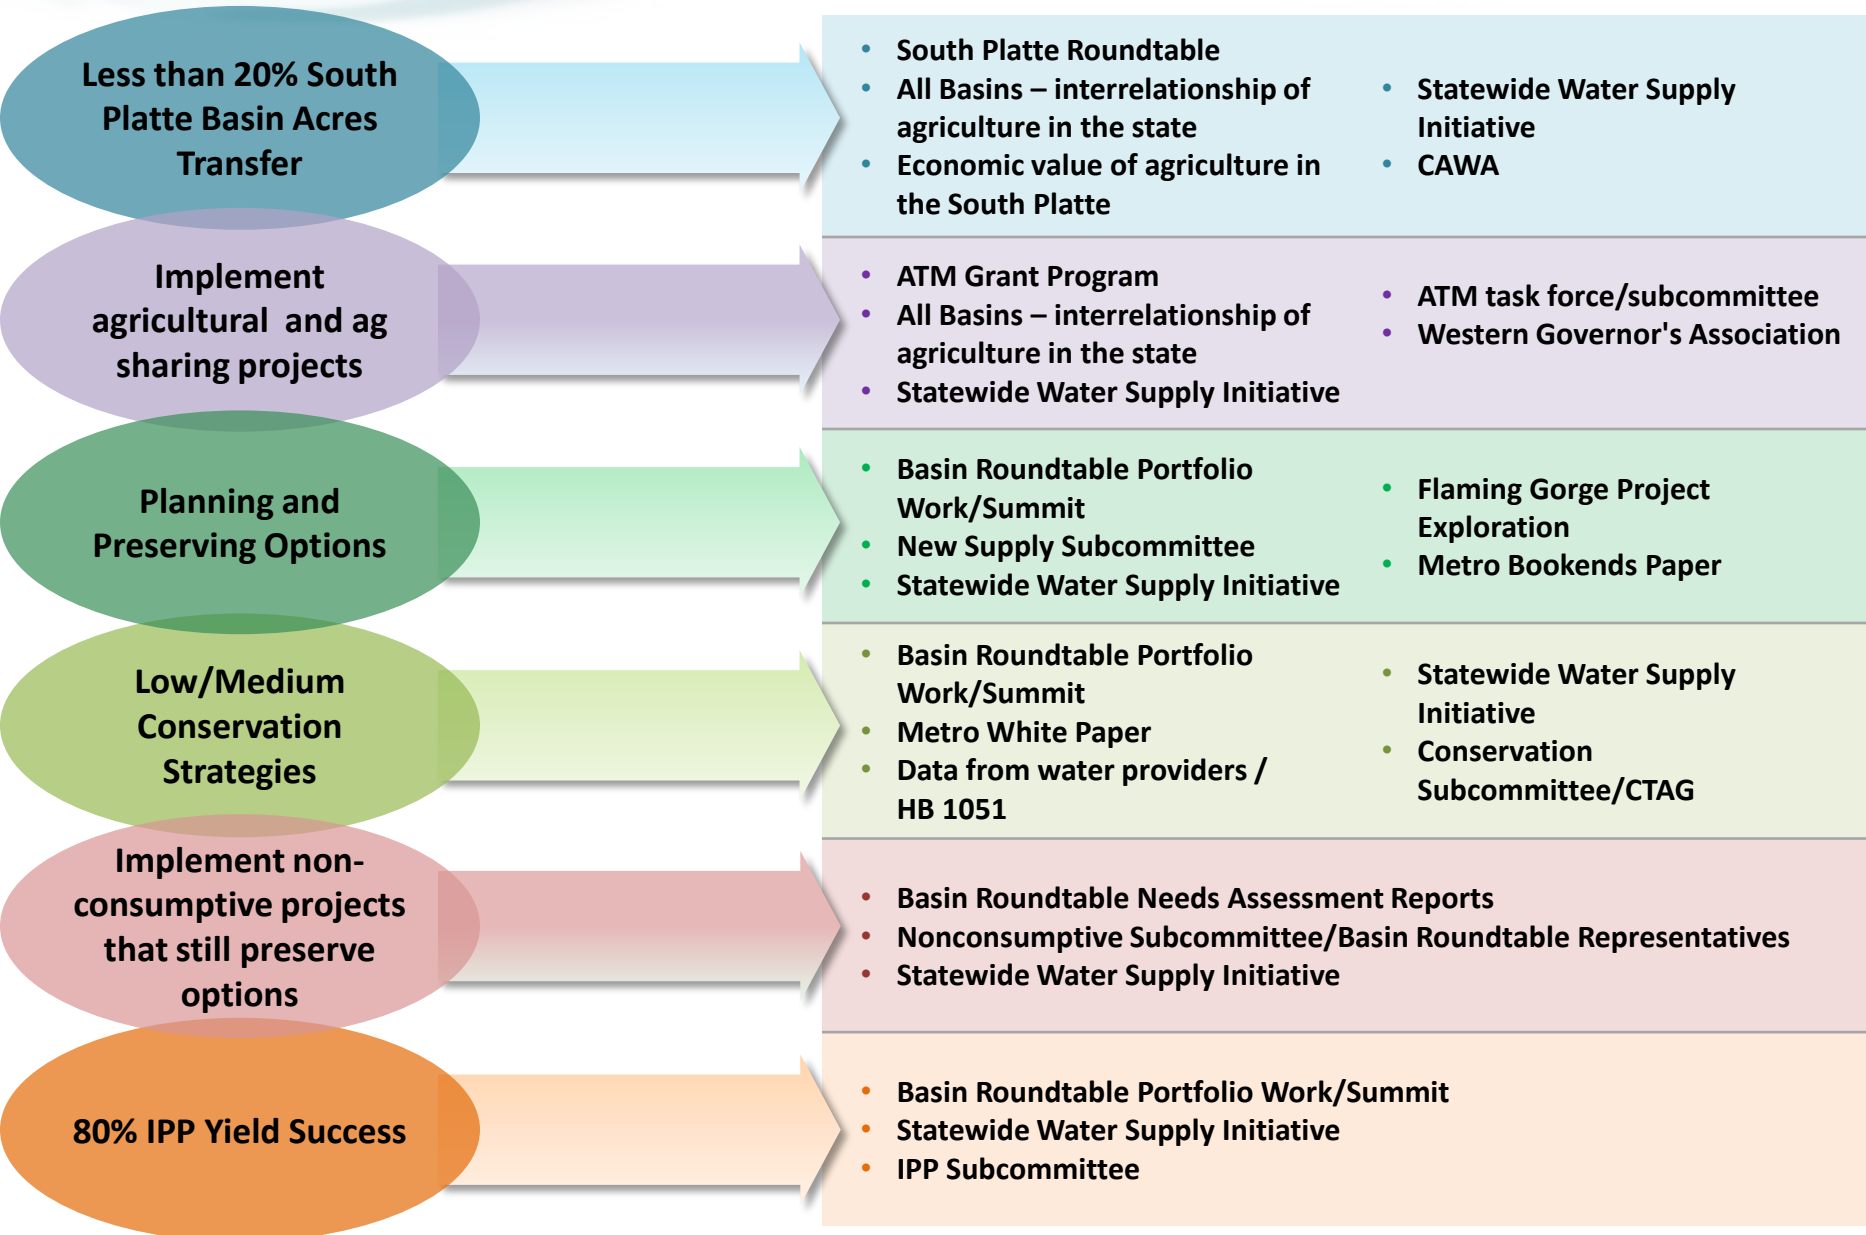 Less than 20% South
Platte Basin Acres
Transfer
• South Platte Roundtable
• All Basins – interrelationship of
agriculture in the state
• Economic value of agriculture in
the South Platte
• Statewide Water Supply
Initiative
• CAWA
Implement
agricultural  and ag
sharing projects
• ATM Grant Program
• All Basins – interrelationship of
agriculture in the state
• Statewide Water Supply Initiative
• ATM task force/subcommittee
• Western Governor's Association
Planning and
Preserving Options
• Basin Roundtable Portfolio
Work/Summit
• New Supply Subcommittee
• Statewide Water Supply Initiative
• Flaming Gorge Project
Exploration
• Metro Bookends Paper
Low/Medium
Conservation
Strategies
• Basin Roundtable Portfolio
Work/Summit
• Metro White Paper
• Data from water providers /
HB 1051
• Statewide Water Supply
Initiative
• Conservation
Subcommittee/CTAG
Implement non-
consumptive projects
that still preserve
options
• Basin Roundtable Needs Assessment Reports
• Nonconsumptive Subcommittee/Basin Roundtable Representatives
• Statewide Water Supply Initiative
80% IPP Yield Success
• Basin Roundtable Portfolio Work/Summit
• Statewide Water Supply Initiative
• IPP Subcommittee